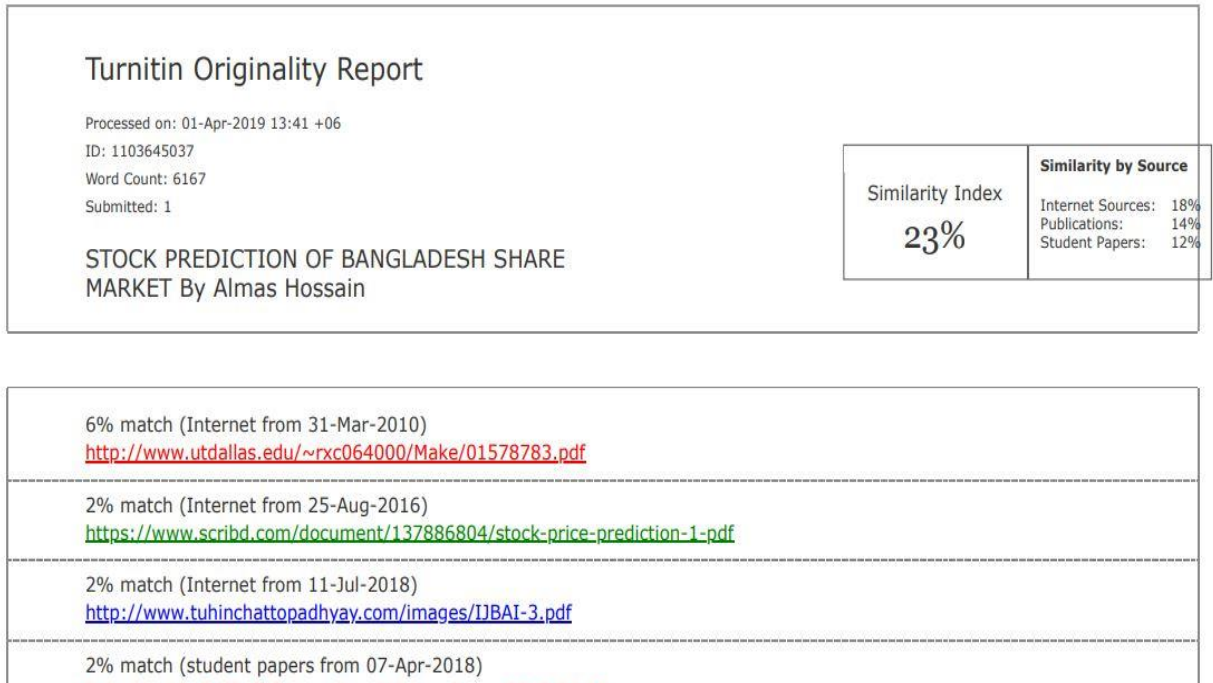 Turnitin Originality Report
Processed on: 01-Apr-2019 13:41 +06
ID: 1103645037
Word Count: 6167
Submitted: 1
STOCK PREDICTION OF BANGLADESH SHARE
MARKET By Almas Hossain
Similarity Index
23%
Similarity by Source
Internet Sources: 18%
Publications: 14%
Student Papers: 12%
6% match (Internet from 31-Mar-2010)
http://www.utdallas.edu/~rxc064000/Make/01578783.pdf
2% match (Internet from 25-Aug-2016)
https://www.scribd.com/document/137886804/stock-price-prediction-1-pdf
2% match (Internet from 11-Jul-2018)
http://www.tuhinchattopadhyay.com/images/IJBAI-3.pdf
2% match (student papers from 07-Apr-2018)